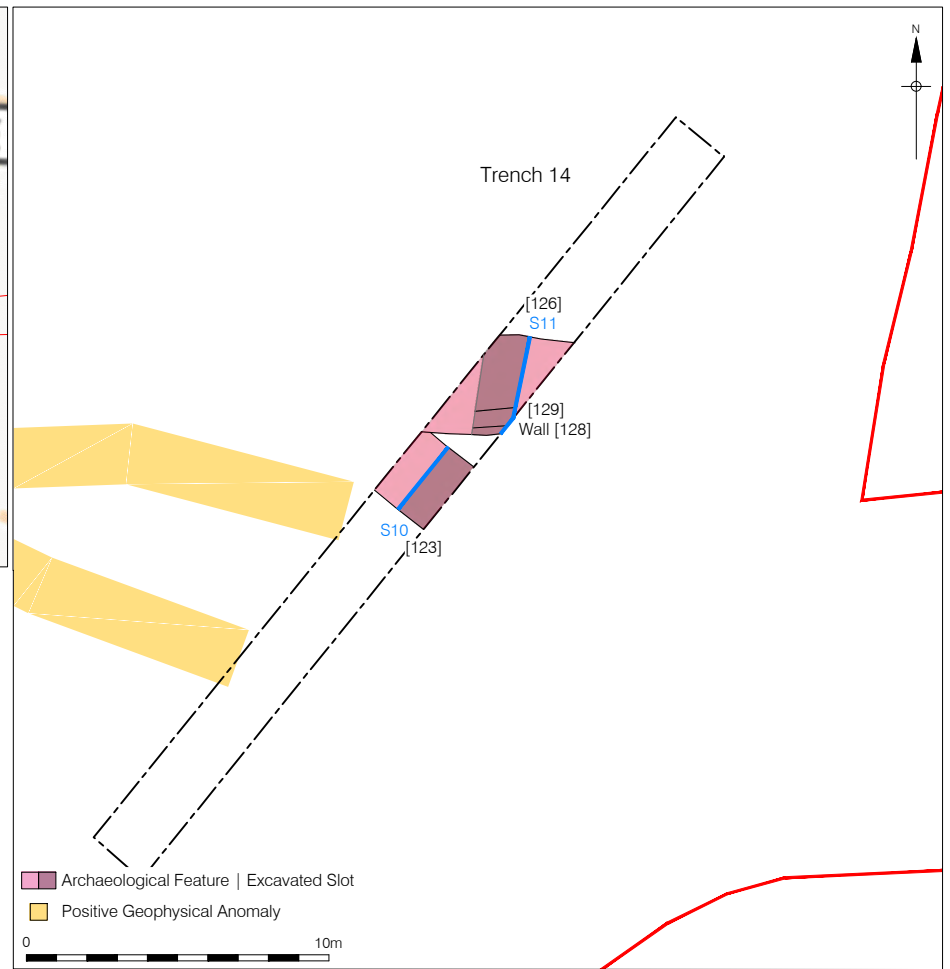 N
Trench 14
[126]
S11
[129]
Wall [128]
S10
[123]
Archaeological Feature | Excavated Slot
Positive Geophysical Anomaly
0 10m